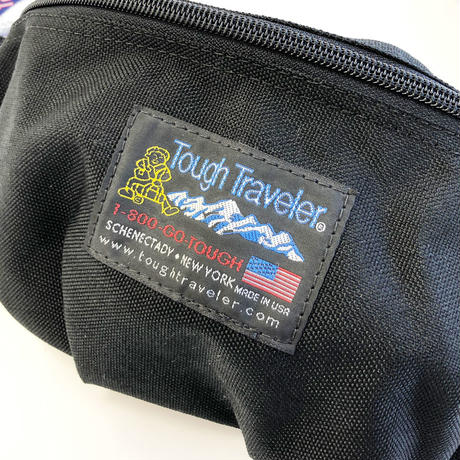 Tough Traveler®
1-800-GO-TOUGH
SCHENECTADY • NEW YORK
MADE IN USA
www.toughtraveler.com